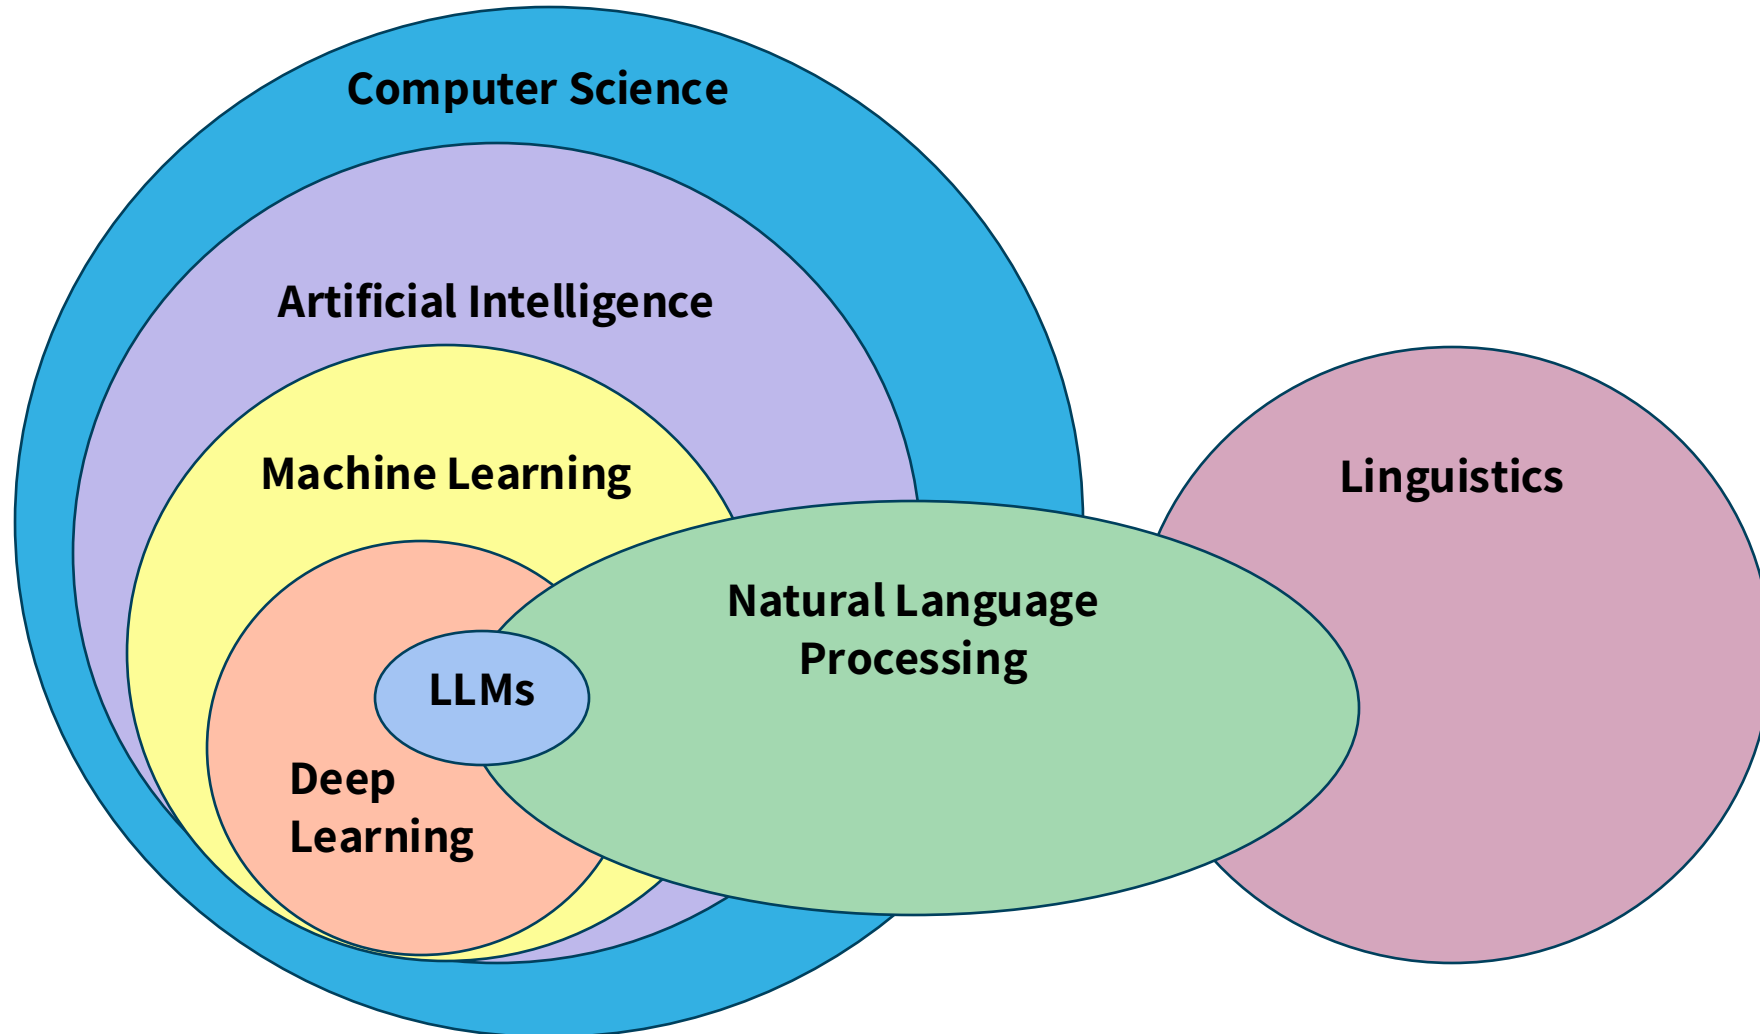 Computer Science
Artificial Intelligence
Machine Learning
Linguistics
Natural Language
Processing
LLMs
Deep
Learning